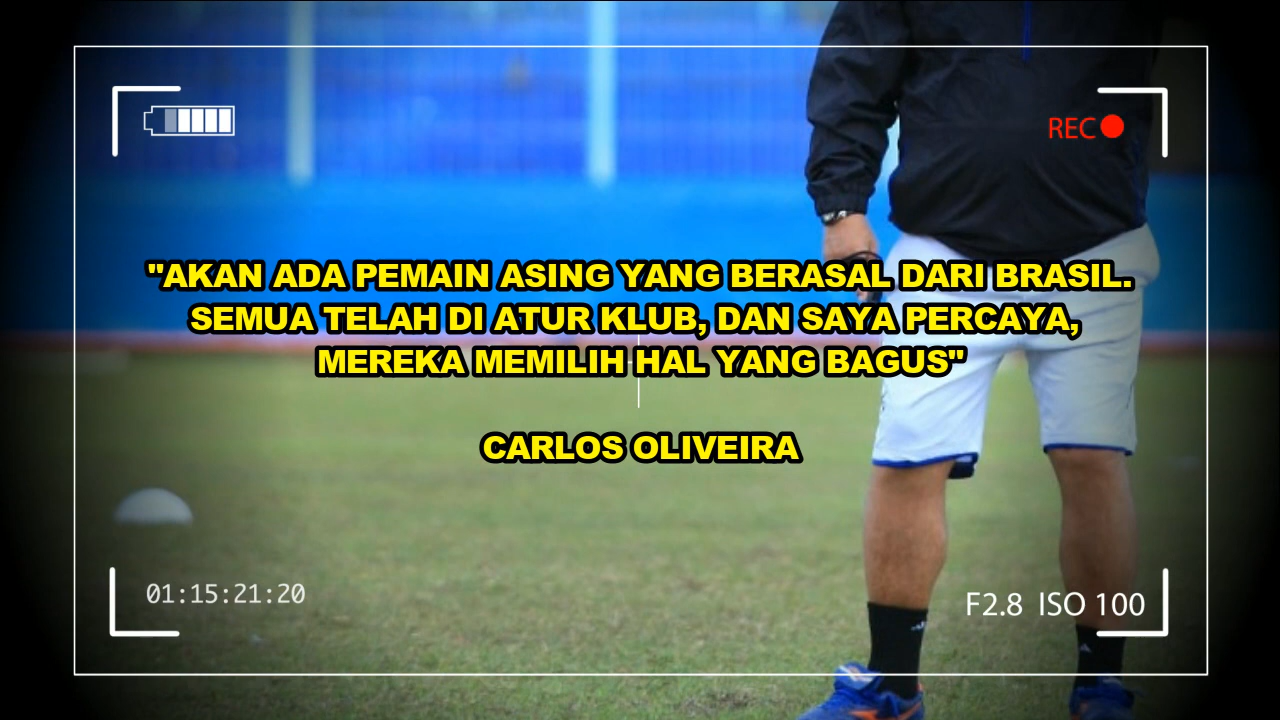 REC
"AKAN ADA PEMAIN ASING YANG BERASAL DARI BRASIL.
SEMUA TELAH DI ATUR KLUB, DAN SAYA PERCAYA,
MEREKA MEMILIH HAL YANG BAGUS"
CARLOS OLIVEIRA
01:15:21:20
F2.8 ISO 100